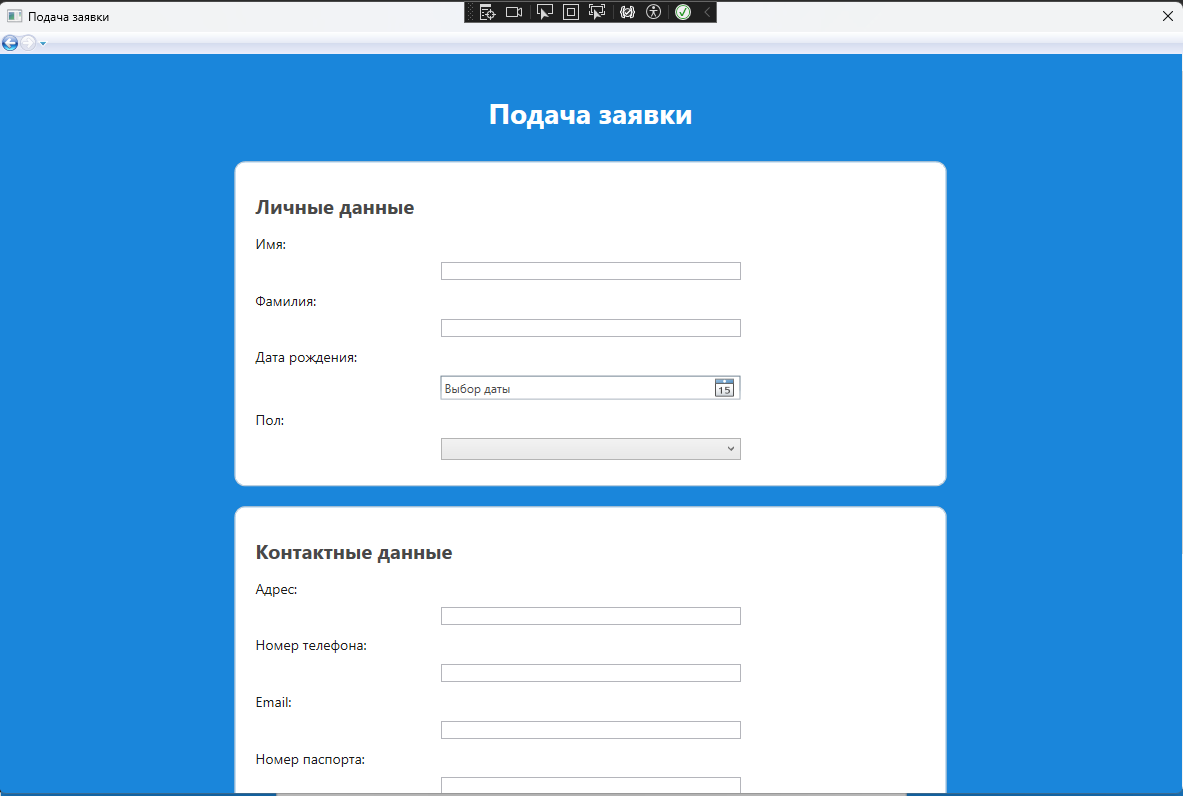 Подача заявки
Подача заявки
Личные данные
Имя:
Фамилия:
Дата рождения:
Выбор даты
15
Пол:
Контактные данные
Адрес:
Номер телефона:
Email:
Номер паспорта: